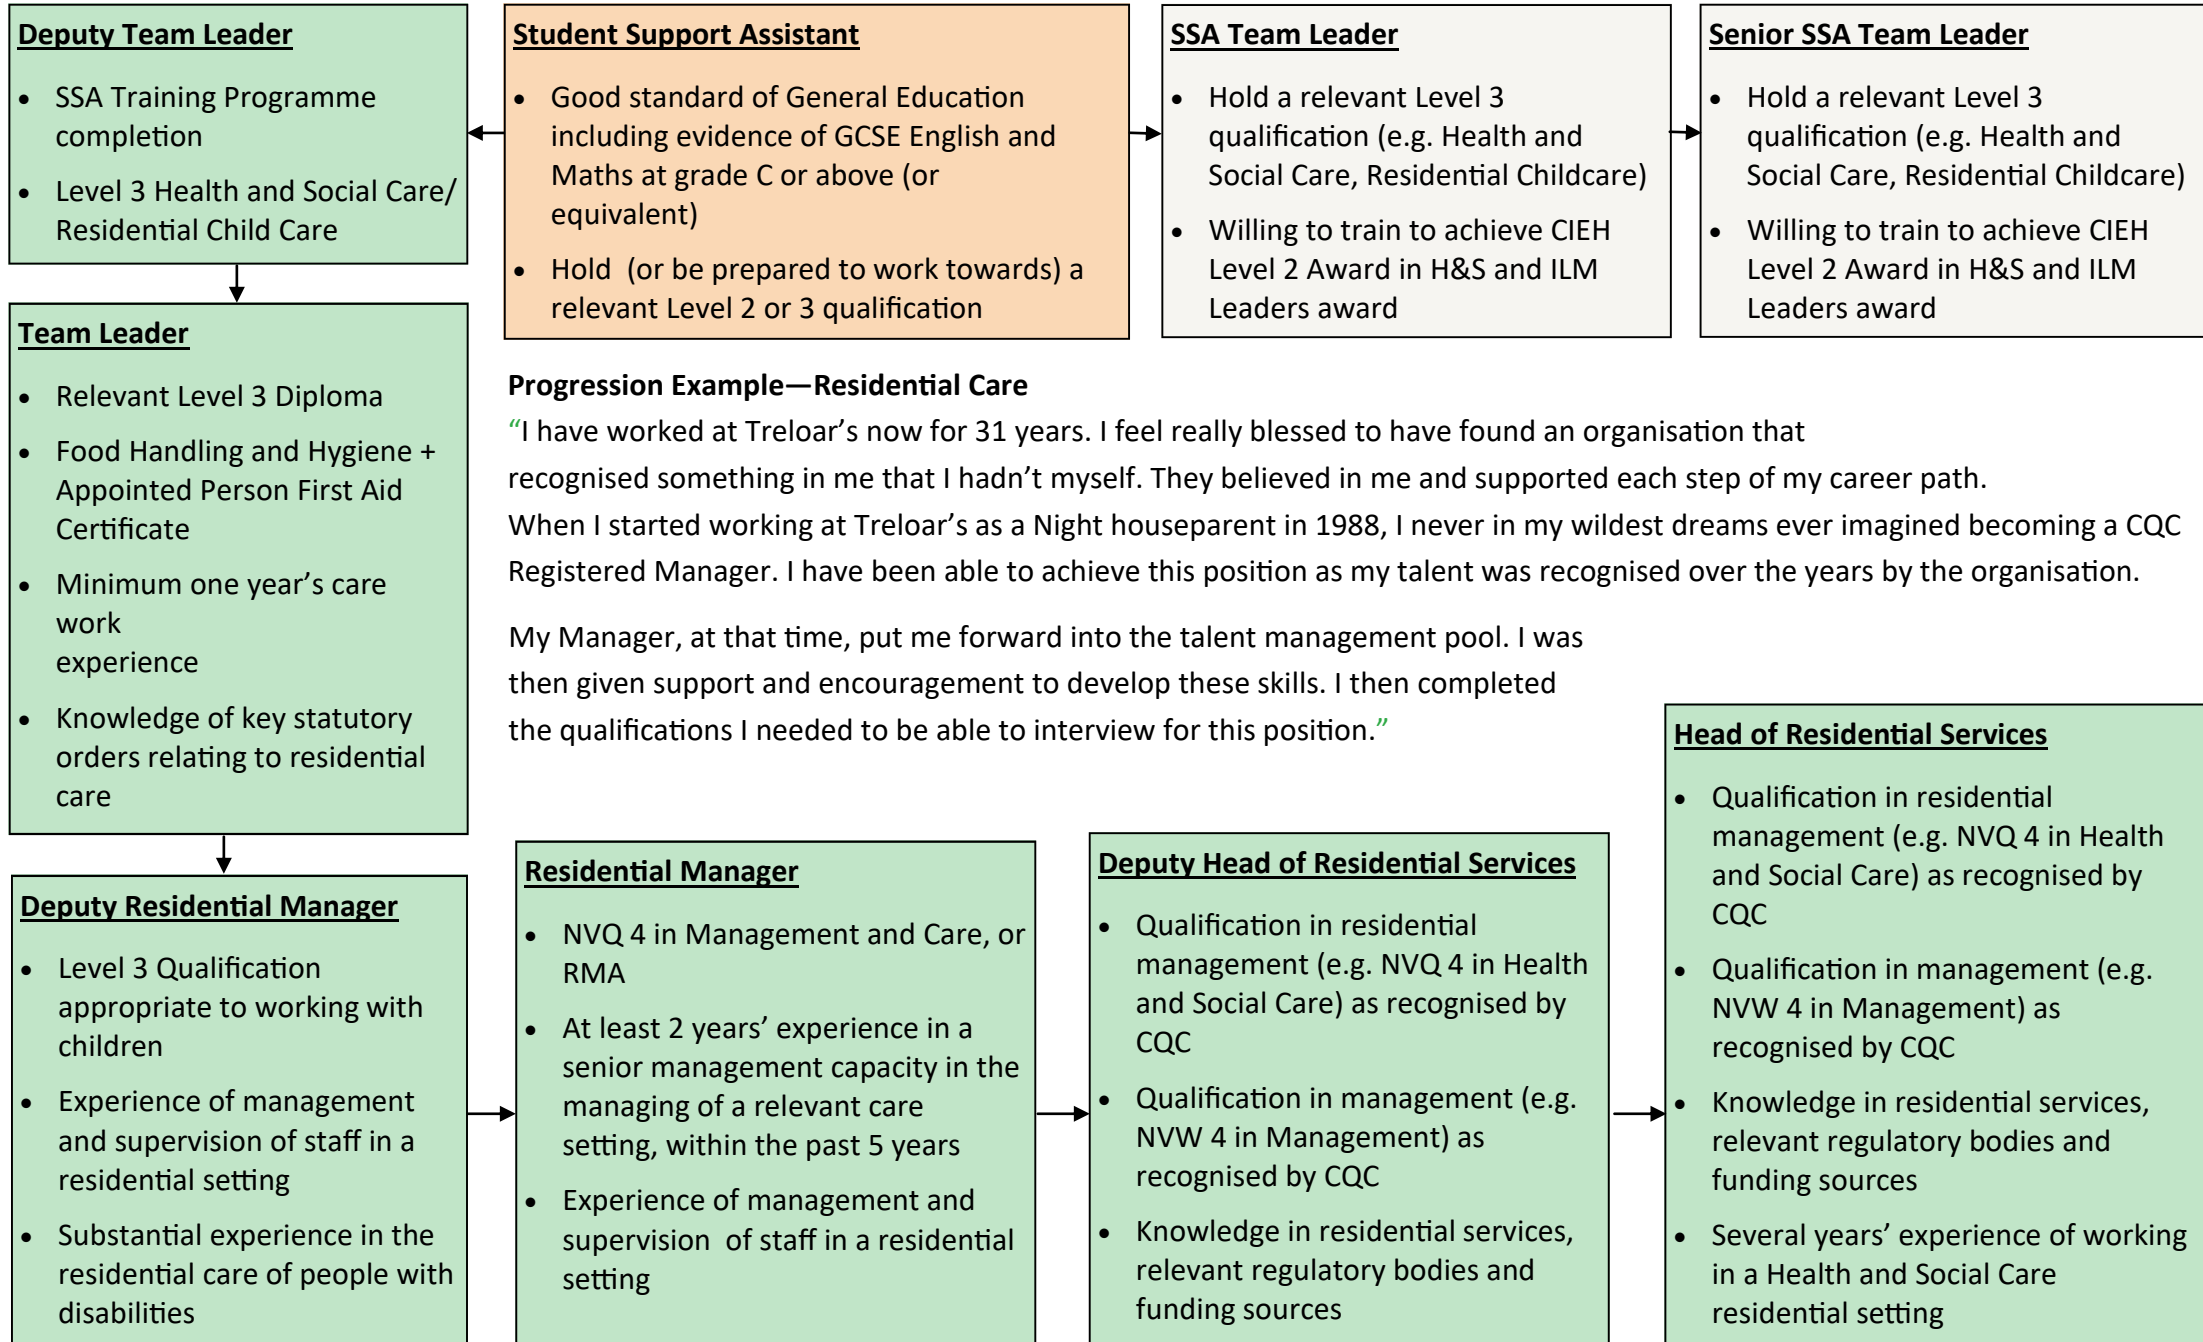 Deputy Team Leader
• SSA Training Programme
completion
• Level 3 Health and Social Care/
Residential Child Care
Student Support Assistant
• Good standard of General Education
including evidence of GCSE English and
Maths at grade C or above (or
equivalent)
• Hold  (or be prepared to work towards) a
relevant Level 2 or 3 qualification
SSA Team Leader
• Hold a relevant Level 3
qualification (e.g. Health and
Social Care, Residential Childcare)
• Willing to train to achieve CIEH
Level 2 Award in H&S and ILM
Leaders award
Senior SSA Team Leader
• Hold a relevant Level 3
qualification (e.g. Health and
Social Care, Residential Childcare)
• Willing to train to achieve CIEH
Level 2 Award in H&S and ILM
Leaders award
Team Leader
• Relevant Level 3 Diploma
• Food Handling and Hygiene +
Appointed Person First Aid
Certificate
• Minimum one year’s care
work
experience
• Knowledge of key statutory
orders relating to residential
care
Progression Example—Residential Care
“I have worked at Treloar’s now for 31 years. I feel really blessed to have found an organisation that
recognised something in me that I hadn’t myself. They believed in me and supported each step of my career path.
When I started working at Treloar’s as a Night houseparent in 1988, I never in my wildest dreams ever imagined becoming a CQC
Registered Manager. I have been able to achieve this position as my talent was recognised over the years by the organisation.
My Manager, at that time, put me forward into the talent management pool. I was
then given support and encouragement to develop these skills. I then completed
the qualifications I needed to be able to interview for this position.”
Deputy Residential Manager
• Level 3 Qualification
appropriate to working with
children
• Experience of management
and supervision of staff in a
residential setting
• Substantial experience in the
residential care of people with
disabilities
Residential Manager
• NVQ 4 in Management and Care, or
RMA
• At least 2 years’ experience in a
senior management capacity in the
managing of a relevant care
setting, within the past 5 years
• Experience of management and
supervision  of staff in a residential
setting
Deputy Head of Residential Services
• Qualification in residential
management (e.g. NVQ 4 in Health
and Social Care) as recognised by
CQC
• Qualification in management (e.g.
NVW 4 in Management) as
recognised by CQC
• Knowledge in residential services,
relevant regulatory bodies and
funding sources
Head of Residential Services
• Qualification in residential
management (e.g. NVQ 4 in Health
and Social Care) as recognised by
CQC
• Qualification in management (e.g.
NVW 4 in Management) as
recognised by CQC
• Knowledge in residential services,
relevant regulatory bodies and
funding sources
• Several years’ experience of working
in a Health and Social Care
residential setting